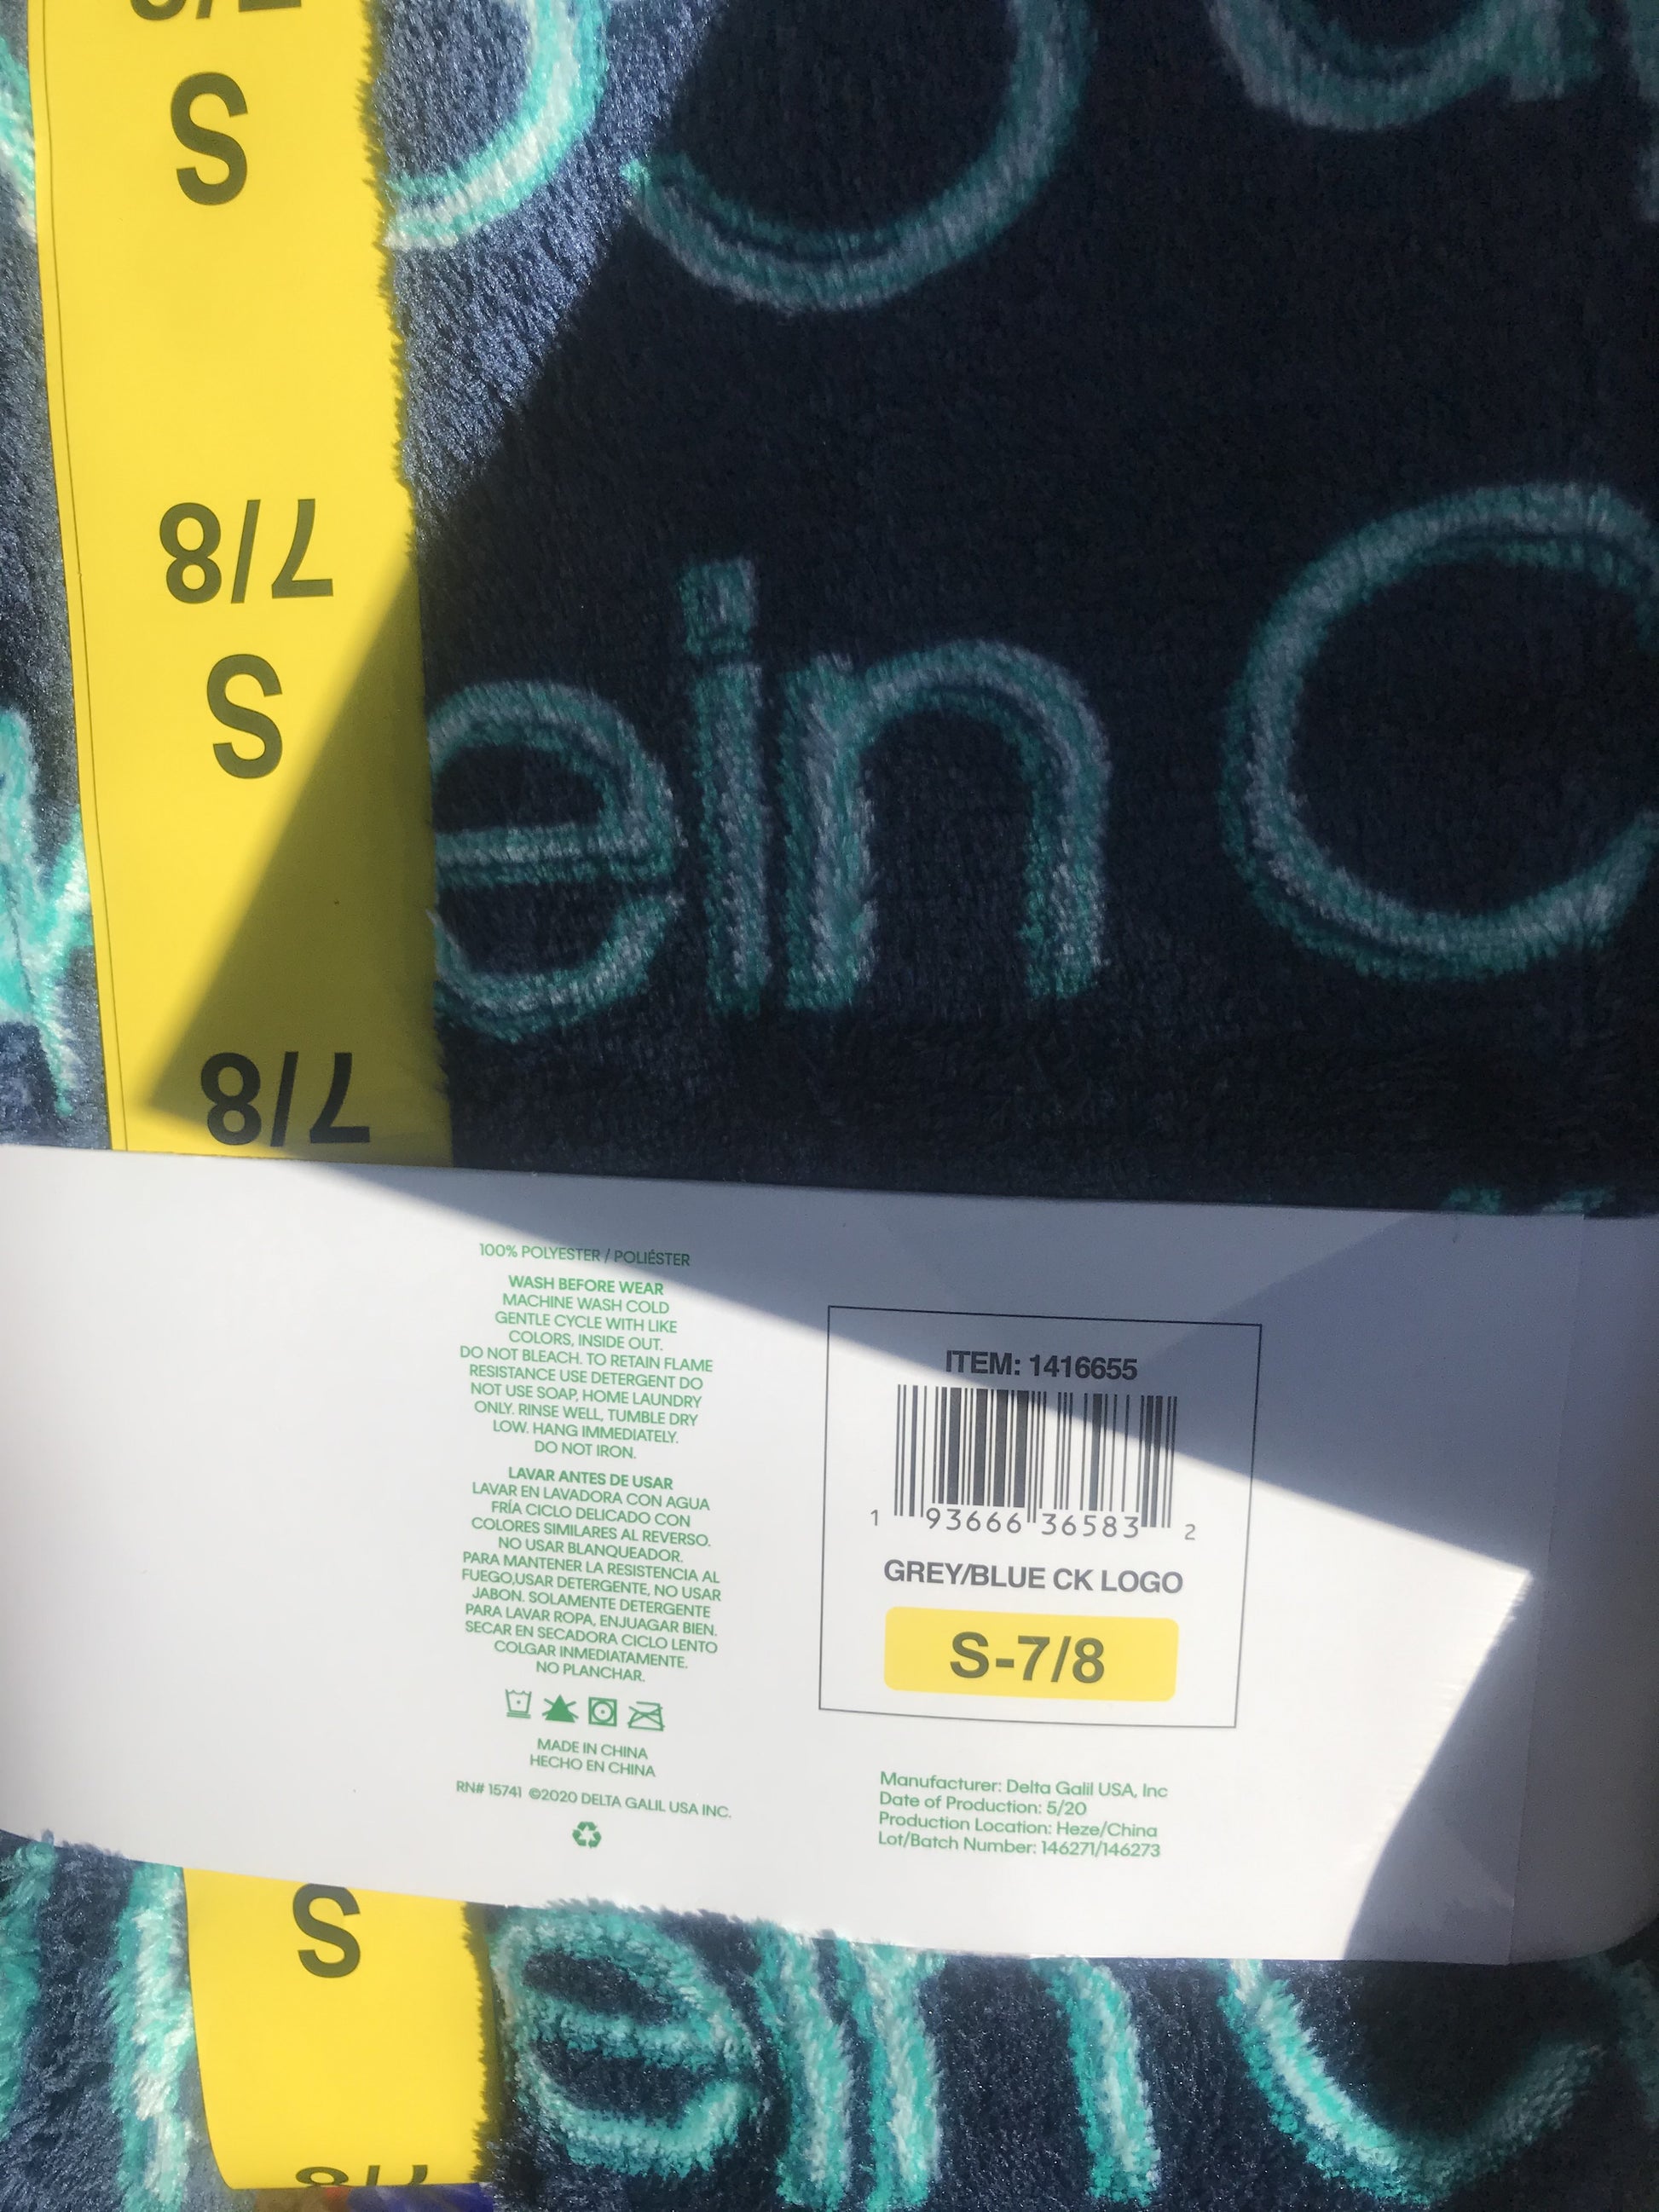 S
7/8
S
7/8
ein C
100% POLYESTER / POLIÉSTER
WASH BEFORE WEAR
MACHINE WASH COLD
GENTLE CYCLE WITH LIKE
COLORS, INSIDE OUT.
DO NOT BLEACH. TO RETAIN FLAME
RESISTANCE USE DETERGENT DO
NOT USE SOAP, HOME LAUNDRY
ONLY. RINSE WELL, TUMBLE DRY
LOW. HANG IMMEDIATELY.
DO NOT IRON.
LAVAR ANTES DE USAR
LAVAR EN LAVADORA CON AGUA
FRÍA CICLO DELICADO CON
COLORES SIMILARES AL REVERSO.
NO USAR BLANQUEADOR.
PARA MANTENER LA RESISTENCIA AL
FUEGO,USAR DETERGENTE, NO USAR
JABON. SOLAMENTE DETERGENTE
PARA LAVAR ROPA, ENJUAGAR BIEN.
SECAR EN SECADORA CICLO LENTO
COLGAR INMEDIATAMENTE.
NO PLANCHAR.
MADE IN CHINA
HECHO EN CHINA
RN# 15741 ©2020 DELTA GALIL USA INC.
ITEM: 1416655
1 93666 36583 2
GREY/BLUE CK LOGO
S-7/8
Manufacturer: Delta Galil USA, Inc
Date of Production: 5/20
Production Location: Heze/China
Lot/Batch Number: 146271/146273
S
ein C